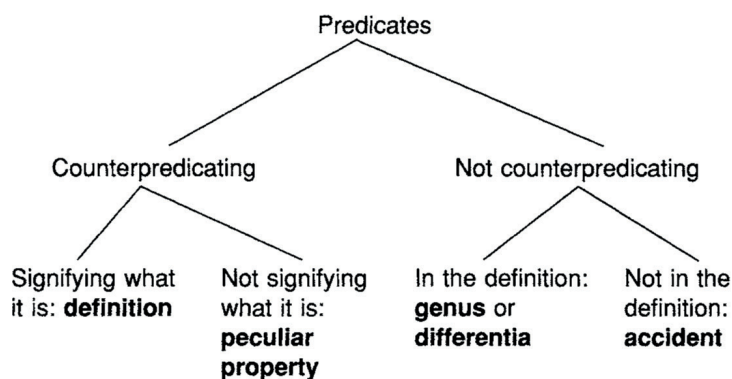 Predicates
Counterpredicating
Not counterpredicating
Signifying what
it is: definition
Not signifying
what it is:
peculiar
property
In the definition:
genus or
differentia
Not in the
definition:
accident